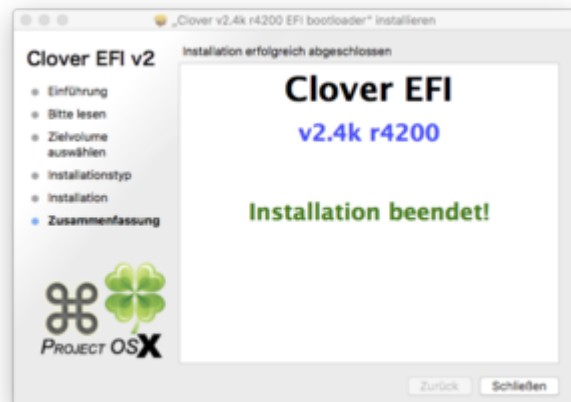 „Clover v2.4k r4200 EFI bootloader“ installieren
Clover EFI v2
Installation erfolgreich abgeschlossen
Einführung
Bitte lesen
Zielvolume
auswählen
Installationstyp
Installation
Zusammenfassung
Clover EFI
v2.4k r4200
Installation beendet!
PROJECT OSX
Zurück
Schließen